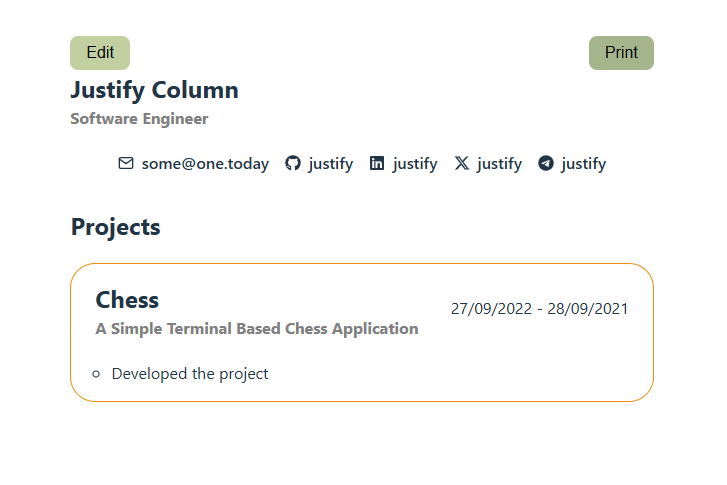 Edit Print
Justify Column
Software Engineer
some@one.today justify justify justify justify
Projects
Chess
27/09/2022 - 28/09/2021
A Simple Terminal Based Chess Application
Developed the project